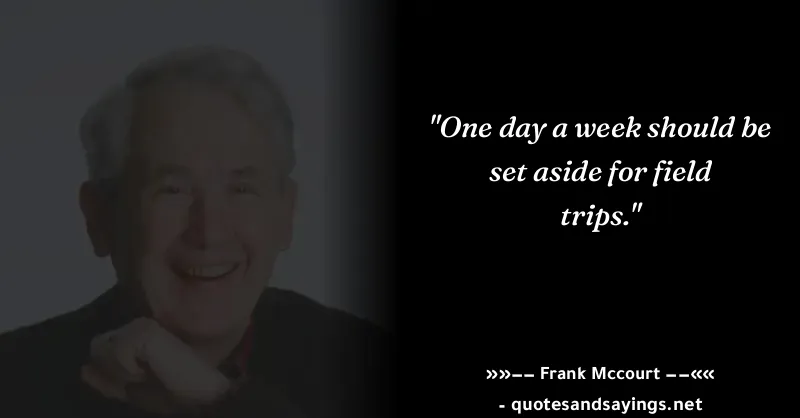 "One day a week should be
set aside for field
trips."
»»–– Frank Mccourt ––««
- quotesandsayings.net